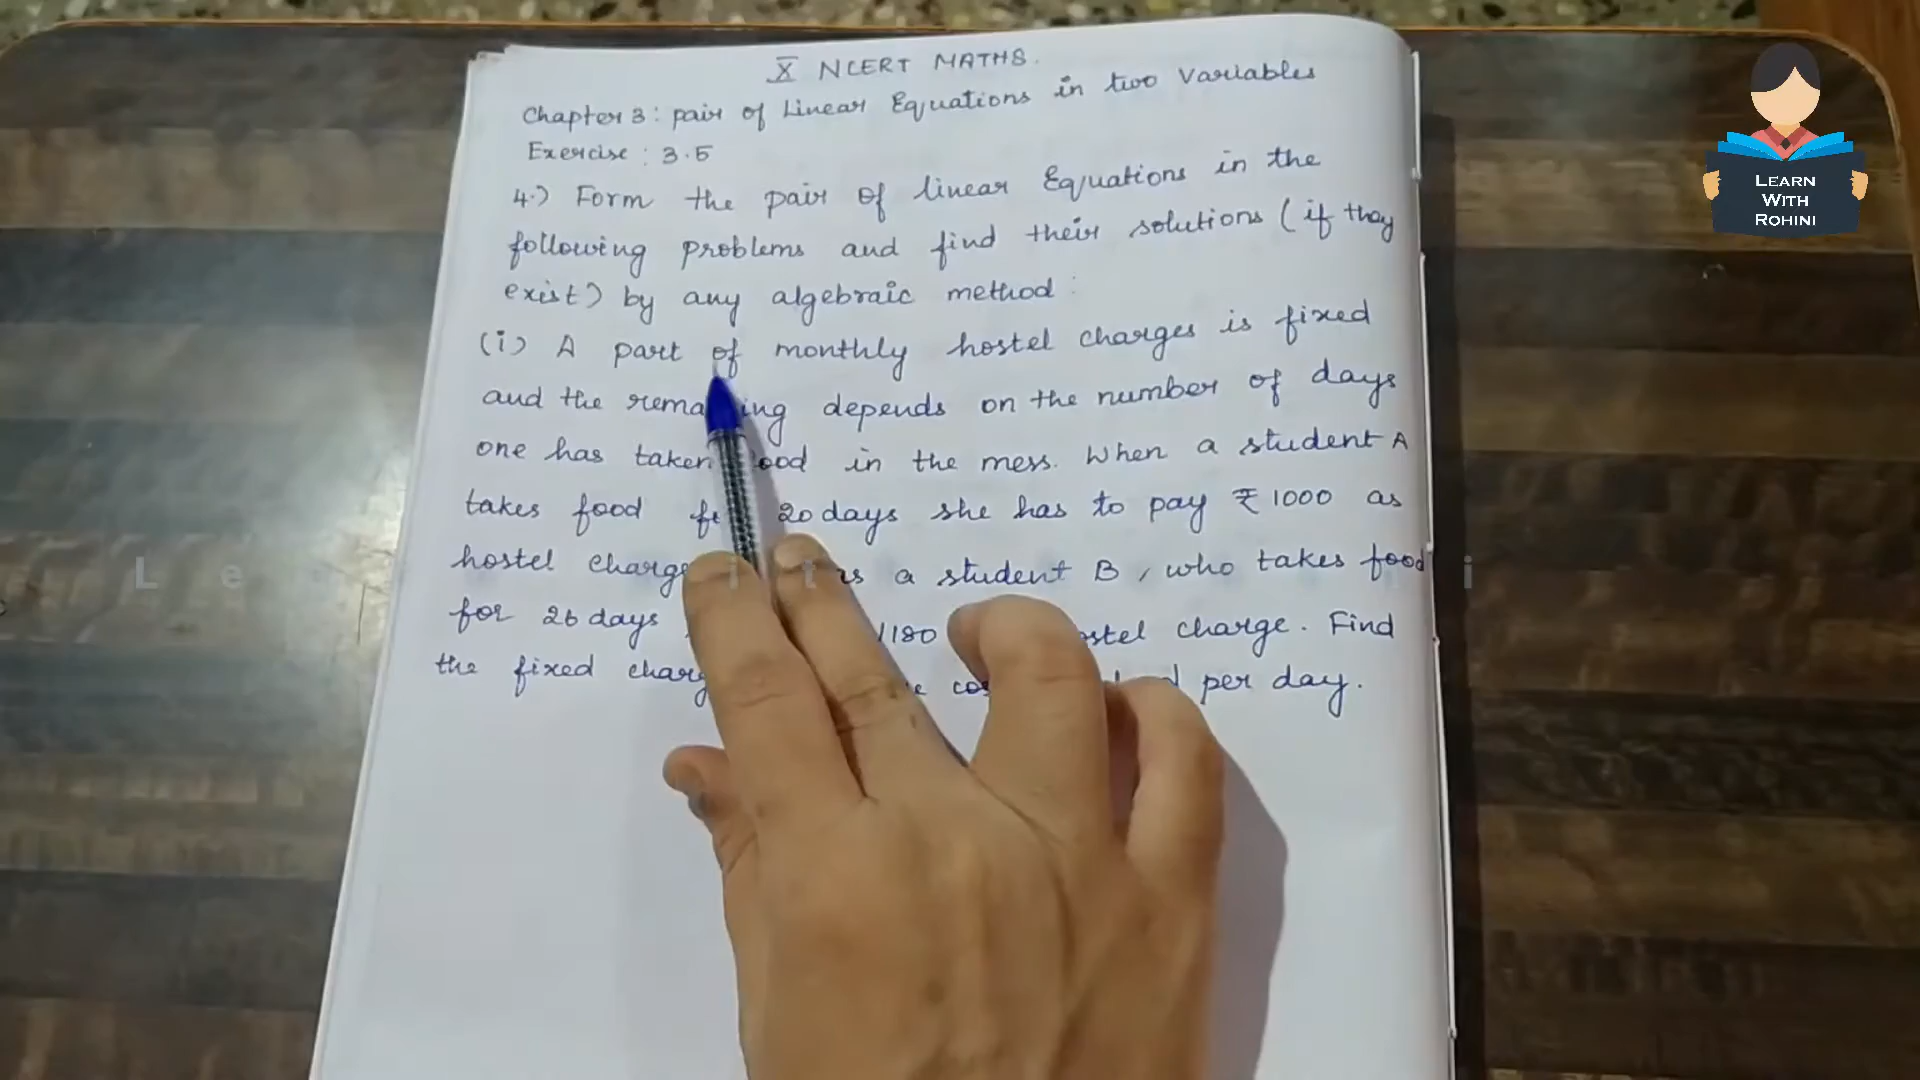 X NCERT MATHS.
Chapter 3: pair of Linear Equations in two Variables
Exercise : 3.5
4.) Form the pair of linear Equations in the
following problems and find their solutions (if they
exist) by any algebraic method:
(i) A part of monthly hostel charges is fixed
and the depends on the number of days
one has taken in the mess. When a student A
takes food 20 days she has to pay ₹ 1000 as
hostel a student B, who takes food
for 26 days 1180 charge. Find
the fixed per day.
LEARN
WITH
ROHINI